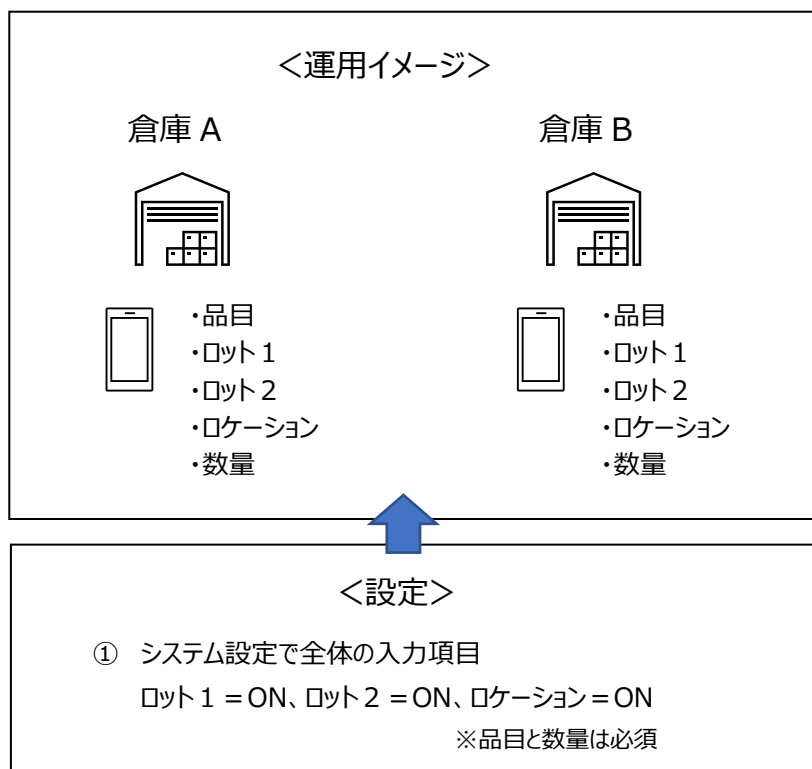 ＜運用イメージ＞
倉庫 A
倉庫 B
・品目
・ロット１
・ロット２
・ロケーション
・数量
・品目
・ロット１
・ロット２
・ロケーション
・数量
＜設定＞
① システム設定で全体の入力項目
ロット１＝ON、ロット２＝ON、ロケーション＝ON
※品目と数量は必須